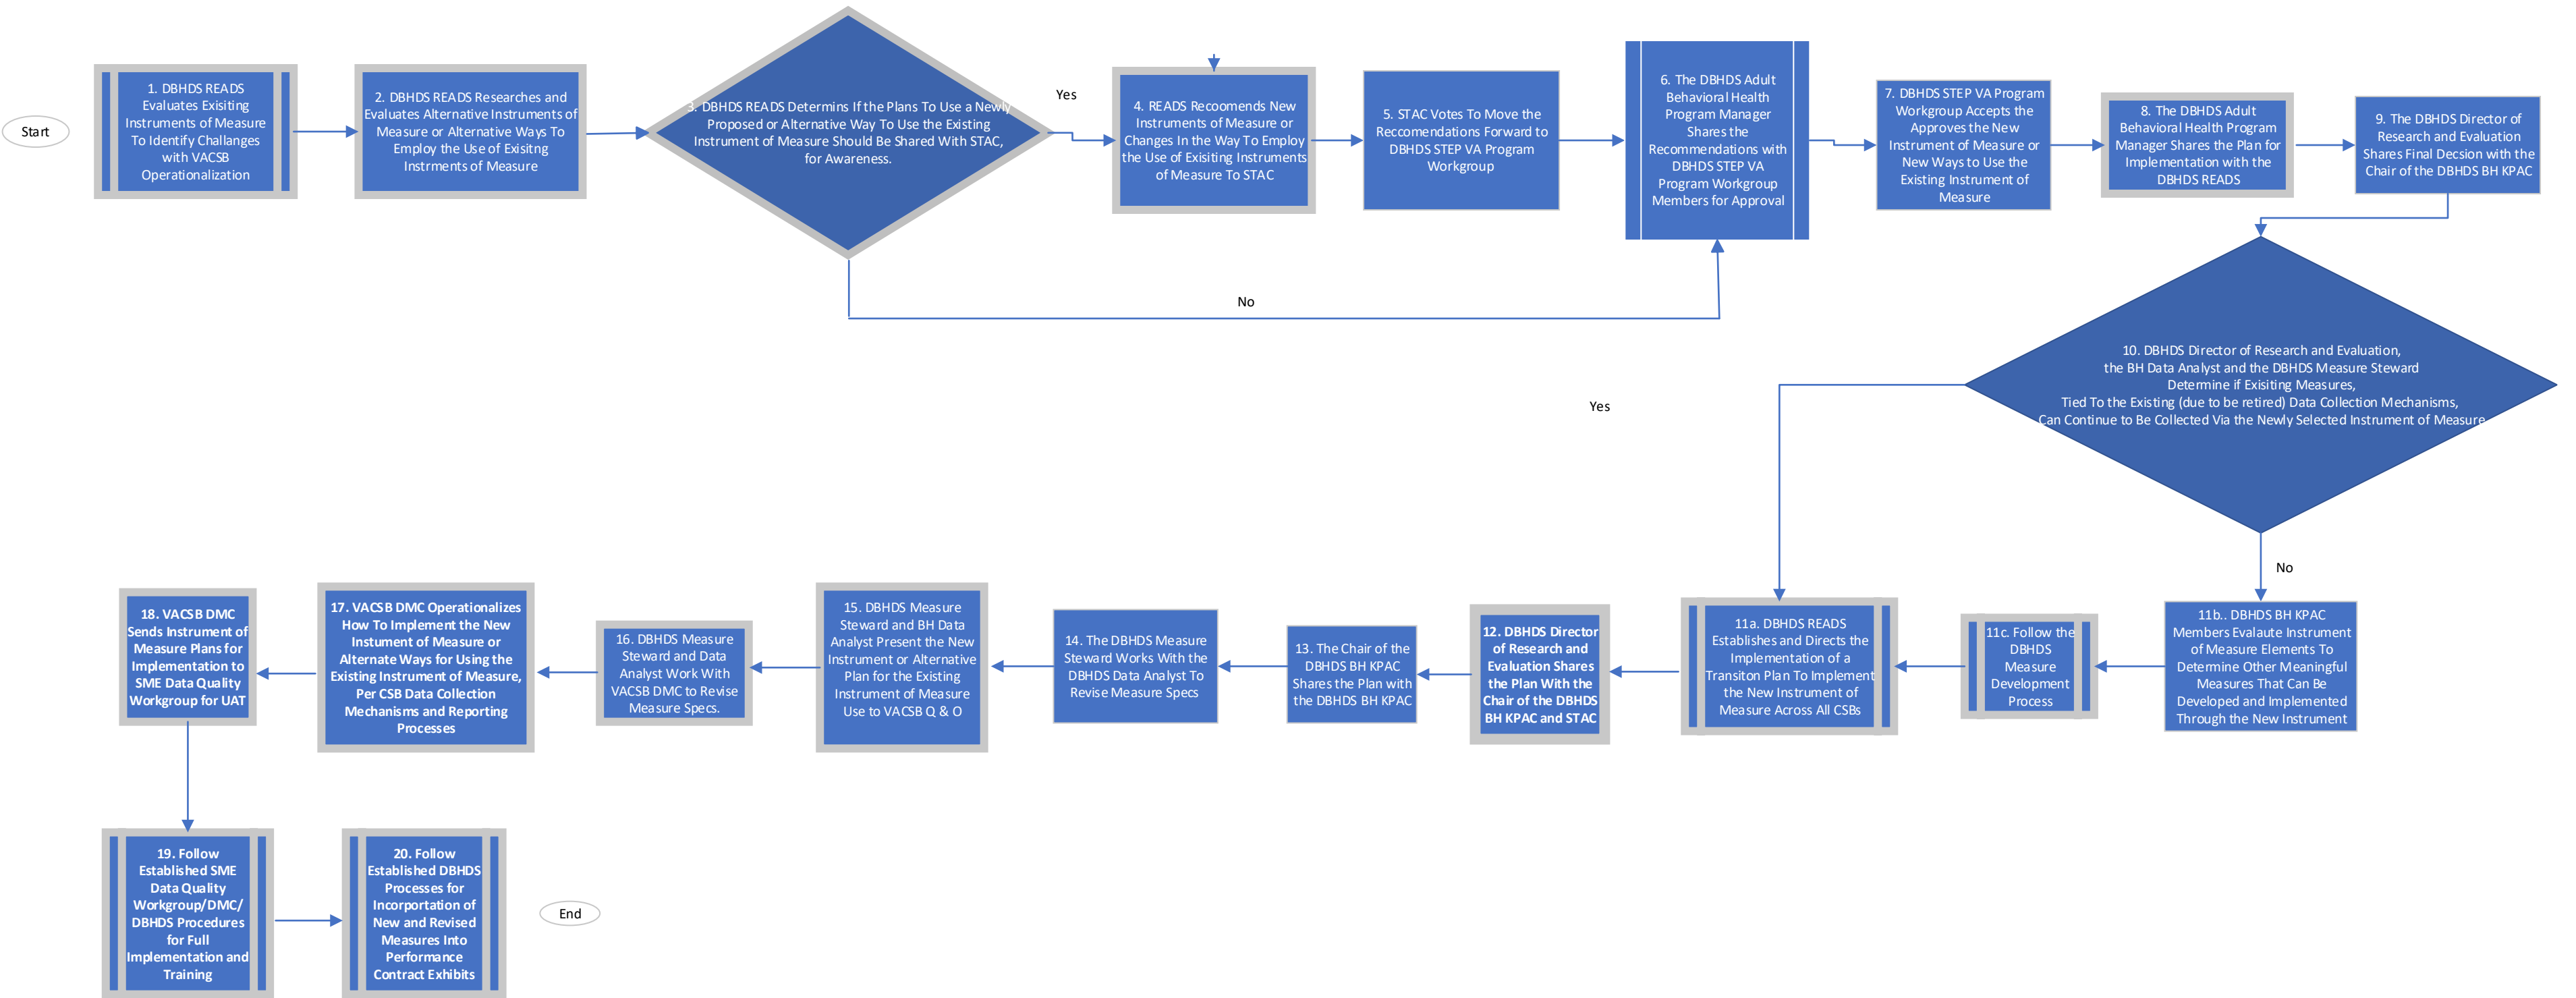 Start
1. DBHDS READS
Evaluates Exisiting
Instruments of Measure
To Identify Challanges
with VACSB
Operationalization
2. DBHDS READS Researches and
Evaluates Alternative Instruments of
Measure or Alternative Ways To
Employ the Use of Exisitng
Instrments of Measure
3. DBHDS READS Determins If the Plans To Use a Newly
Proposed or Alternative Way To Use the Existing
Instrument of Measure Should Be Shared With STAC,
for Awareness.
Yes
4. READS Recoomends New
Instruments of Measure or
Changes In the Way To Employ
the Use of Exisiting Instruments
of Measure To STAC
5. STAC Votes To Move the
Reccomendations Forward to
DBHDS STEP VA Program
Workgroup
6. The DBHDS Adult
Behavioral Health
Program Manager
Shares the
Recommendations with
DBHDS STEP VA
Program Workgroup
Members for Approval
7. DBHDS STEP VA Program
Workgroup Accepts the
Approves the New
Instrument of Measure or
New Ways to Use the
Existing Instrument of
Measure
8. The DBHDS Adult
Behavioral Health Program
Manager Shares the Plan for
Implementation with the
DBHDS READS
9. The DBHDS Director of
Research and Evaluation
Shares Final Decsion with the
Chair of the DBHDS BH KPAC
No
10. DBHDS Director of Research and Evaluation,
the BH Data Analyst and the DBHDS Measure Steward
Determine if Exisiting Measures,
Tied To the Existing (due to be retired) Data Collection Mechanisms,
Can Continue to Be Collected Via the Newly Selected Instrument of Measure
Yes
No
11b.. DBHDS BH KPAC
Members Evalaute Instrument
of Measure Elements To
Determine Other Meaningful
Measures That Can Be
Developed and Implemented
Through the New Instrument
11c. Follow the
DBHDS
Measure
Development
Process
11a. DBHDS READS
Establishes and Directs the
Implementation of a
Transiton Plan To Implement
the New Instrument of
Measure Across All CSBs
12. DBHDS Director
of Research and
Evaluation Shares
the Plan With the
Chair of the DBHDS
BH KPAC and STAC
13. The Chair of the
DBHDS BH KPAC
Shares the Plan with
the DBHDS BH KPAC
14. The DBHDS Measure
Steward Works With the
DBHDS Data Analyst To
Revise Measure Specs
15. DBHDS Measure
Steward and BH Data
Analyst Present the New
Instrument or Alternative
Plan for the Existing
Instrument of Measure
Use to VACSB Q & O
16. DBHDS Measure
Steward and Data
Analyst Work With
VACSB DMC to Revise
Measure Specs.
17. VACSB DMC Operationalizes
How To Implement the New
Instument of Measure or
Alternate Ways for Using the
Existing Instrument of Measure,
Per CSB Data Collection
Mechanisms and Reporting
Processes
18. VACSB DMC
Sends Instrument of
Measure Plans for
Implementation to
SME Data Quality
Workgroup for UAT
19. Follow
Established SME
Data Quality
Workgroup/DMC/
DBHDS Procedures
for Full
Implementation and
Training
20. Follow
Established DBHDS
Processes for
Incorportation of
New and Revised
Measures Into
Performance
Contract Exhibits
End